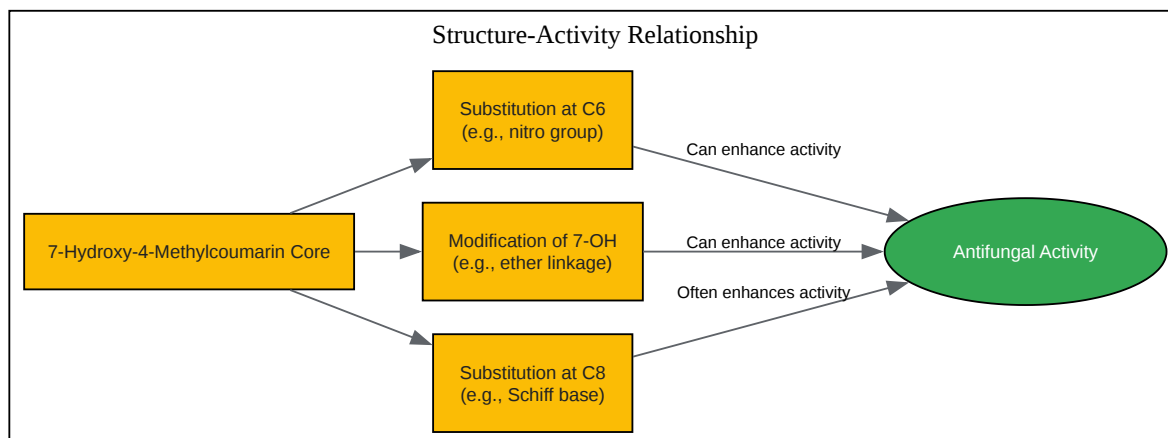 Structure-Activity Relationship
Substitution at C6
(e.g., nitro group)
Can enhance activity
7-Hydroxy-4-Methylcoumarin Core
Modification of 7-OH
(e.g., ether linkage)
Can enhance activity
Antifungal Activity
Often enhances activity
Substitution at C8
(e.g., Schiff base)